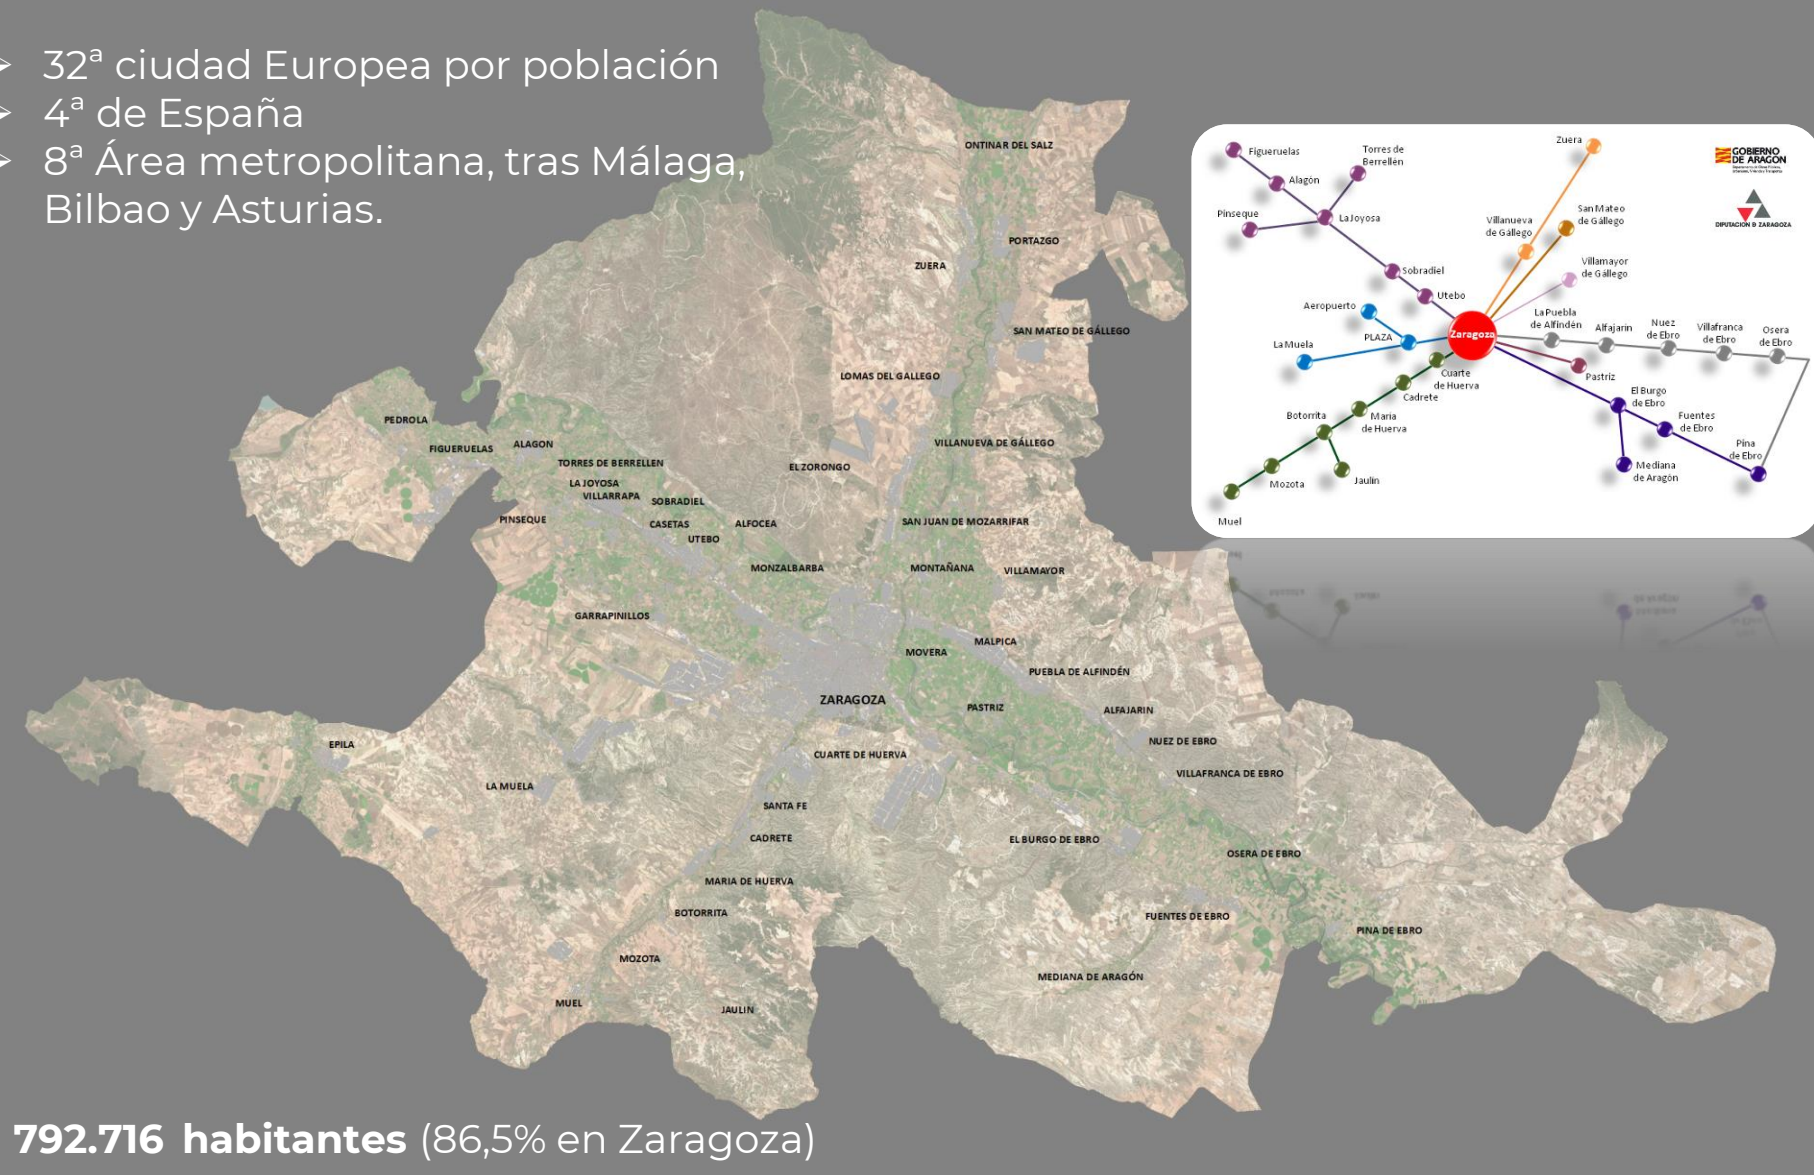 32ª ciudad Europea por población
4ª de España
8ª Área metropolitana, tras Málaga,
Bilbao y Asturias.
ONTINAR DEL SALZ
PORTAZGO
ZUERA
SAN MATEO DE GÁLLEGO
LOMAS DEL GALLEGO
PEDROLA
FIGUERUELAS
ALAGON
VILLANUEVA DE GÁLLEGO
TORRES DE BERRELLEN
EL ZORONGO
LA JOYOSA
VILLARRAPA
SOBRADIEL
PINSEQUE
CASETAS
ALFOCEA
SAN JUAN DE MOZARRIFAR
UTEBO
MONZALBARBA
MONTAÑANA
VILLAMAYOR
GARRAPINILLOS
MALPICA
MOVERA
PUEBLA DE ALFINDÉN
ZARAGOZA
PASTRIZ
ALFAJARIN
EPILA
NUEZ DE EBRO
CUARTE DE HUERVA
VILLAFRANCA DE EBRO
LA MUELA
SANTA FE
CADRETE
EL BURGO DE EBRO
OSERA DE EBRO
MARIA DE HUERVA
BOTORRITA
FUENTES DE EBRO
PINA DE EBRO
MOZOTA
MEDIANA DE ARAGÓN
MUEL
JAULIN
Figueruelas
Torres de
Berrellén
Alagón
Pinseque
La Joyosa
Sobradiel
Utebo
Zuera
San Mateo
de Gállego
Villanueva
de Gállego
Villamayor
de Gállego
Aeropuerto
PLAZA
La Muela
Zaragoza
La Puebla
de Alfindén
Alfajarin
Nuez
de Ebro
Villafranca
de Ebro
Osera
de Ebro
Pastriz
Cuarte
de Huerva
Cadrete
Maria
de Huerva
Botorrita
Jaulin
Mozota
Muel
El Burgo
de Ebro
Fuentes
de Ebro
Pina
de Ebro
Mediana
de Aragón
GOBIERNO
DE ARAGON
DIPUTACION D ZARAGOZA
792.716 habitantes (86,5% en Zaragoza)